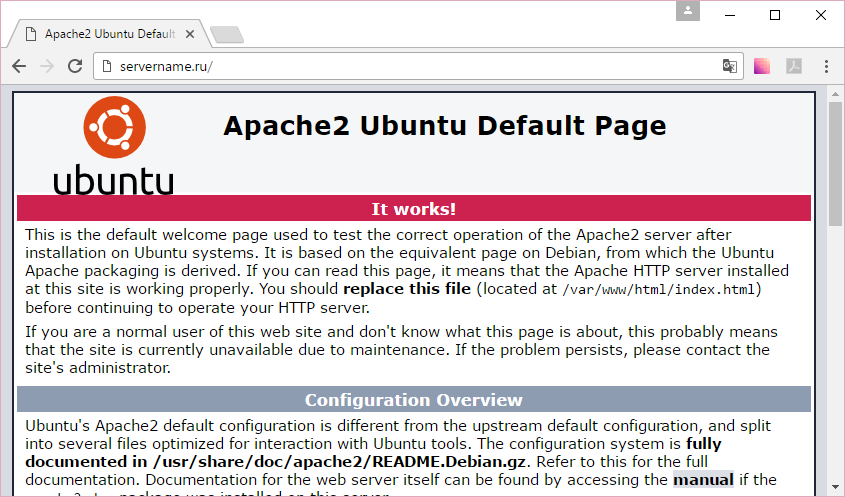 Apache2 Ubuntu Default
servername.ru/
ubuntu
Apache2 Ubuntu Default Page
It works!
This is the default welcome page used to test the correct operation of the Apache2 server after
installation on Ubuntu systems. It is based on the equivalent page on Debian, from which the Ubuntu
Apache packaging is derived. If you can read this page, it means that the Apache HTTP server installed
at this site is working properly. You should replace this file (located at /var/www/html/index.html)
before continuing to operate your HTTP server.
If you are a normal user of this web site and don't know what this page is about, this probably means
that the site is currently unavailable due to maintenance. If the problem persists, please contact the
site's administrator.
Configuration Overview
Ubuntu's Apache2 default configuration is different from the upstream default configuration, and split
into several files optimized for interaction with Ubuntu tools. The configuration system is fully
documented in /usr/share/doc/apache2/README.Debian.gz. Refer to this for the full
documentation. Documentation for the web server itself can be found by accessing the manual if the
package was installed on this server.